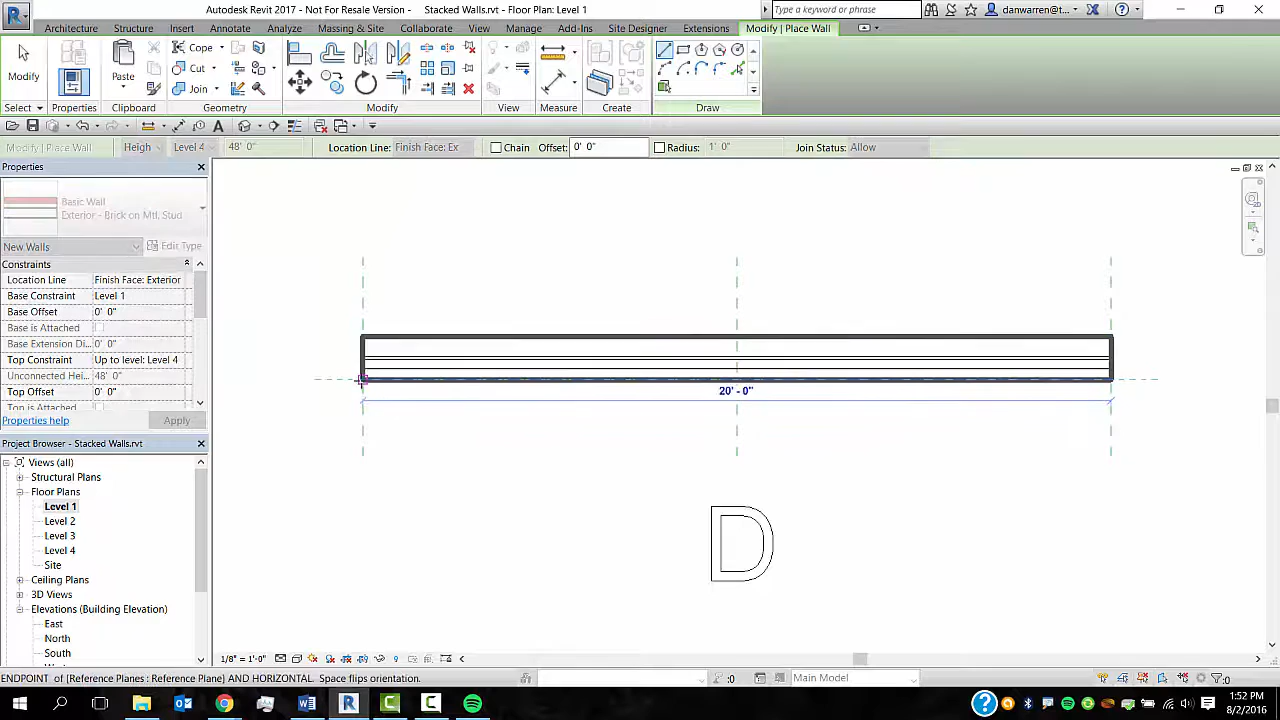 Autodesk Revit 2017 - Not For Resale Version -    Stacked Walls.rvt - Floor Plan: Level 1
Type a keyword or phrase
danwarren@t...
Architecture
Structure
Insert
Annotate
Analyze
Massing & Site
Collaborate
View
Manage
Add-Ins
Site Designer
Extensions
Modify | Place Wall
Modify
Paste
Cope
Cut
Join
Select
Properties
Clipboard
Geometry
Modify
View
Measure
Create
Draw
Modify | Place Wall
Heigh
Level 4
48' 0"
Location Line:
Finish Face: Ex
Chain
Offset:
0' 0"
Radius:
1' 0"
Join Status:
Allow
Properties
Basic Wall
Exterior - Brick on Mtl. Stud
New Walls
Edit Type
Constraints
Location Line
Finish Face: Exterior
Base Constraint
Level 1
Base Offset
0' 0"
Base is Attached
Base Extension Di...
0' 0"
Top Constraint
Up to level: Level 4
Unconnected Hei...
48' 0"
Top Offset
0' 0"
Properties help
Apply
20' - 0"
D
Project Browser - Stacked Walls.rvt
Views (all)
Structural Plans
Floor Plans
Level 1
Level 2
Level 3
Level 4
Site
Ceiling Plans
3D Views
Elevations (Building Elevation)
East
North
South
1/8" = 1'-0"
ENDPOINT of [Reference Planes : Reference Plane] AND HORIZONTAL. Space flips orientation.
:0
Main Model
:0
1:52 PM
8/2/2016